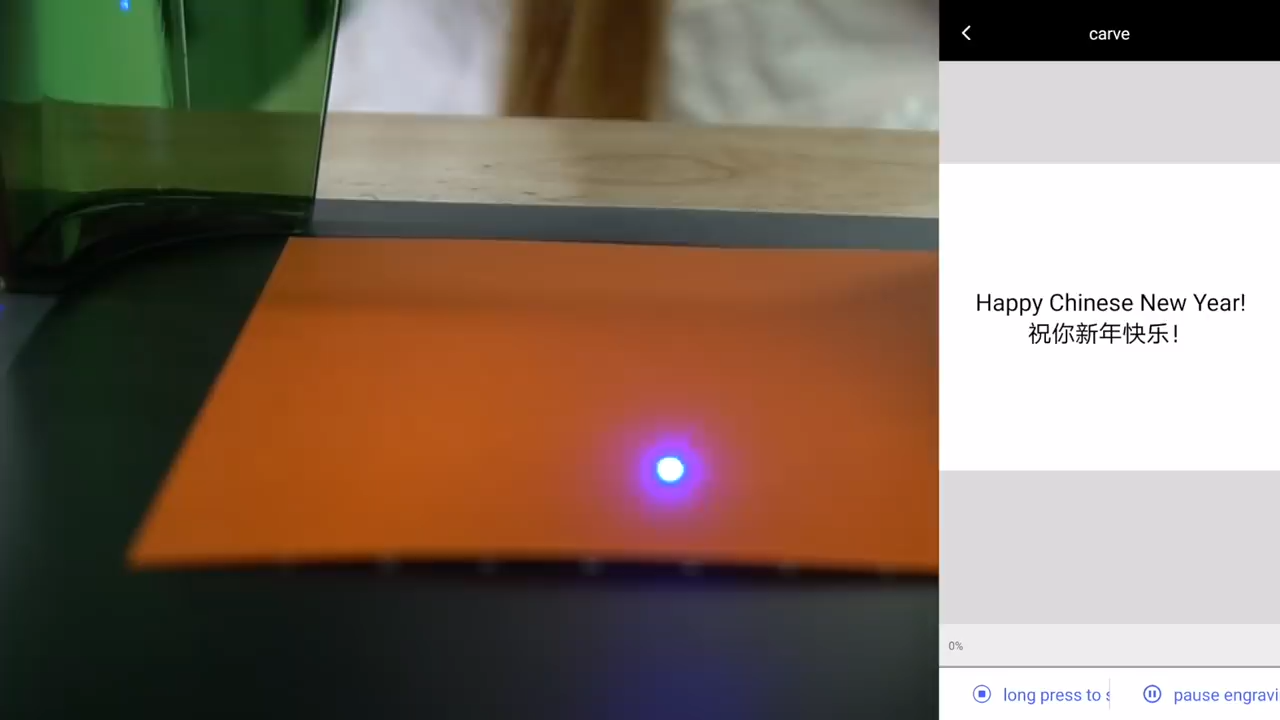 carve
Happy Chinese New Year!
祝你新年快乐！
0%
long press to s
pause engravi